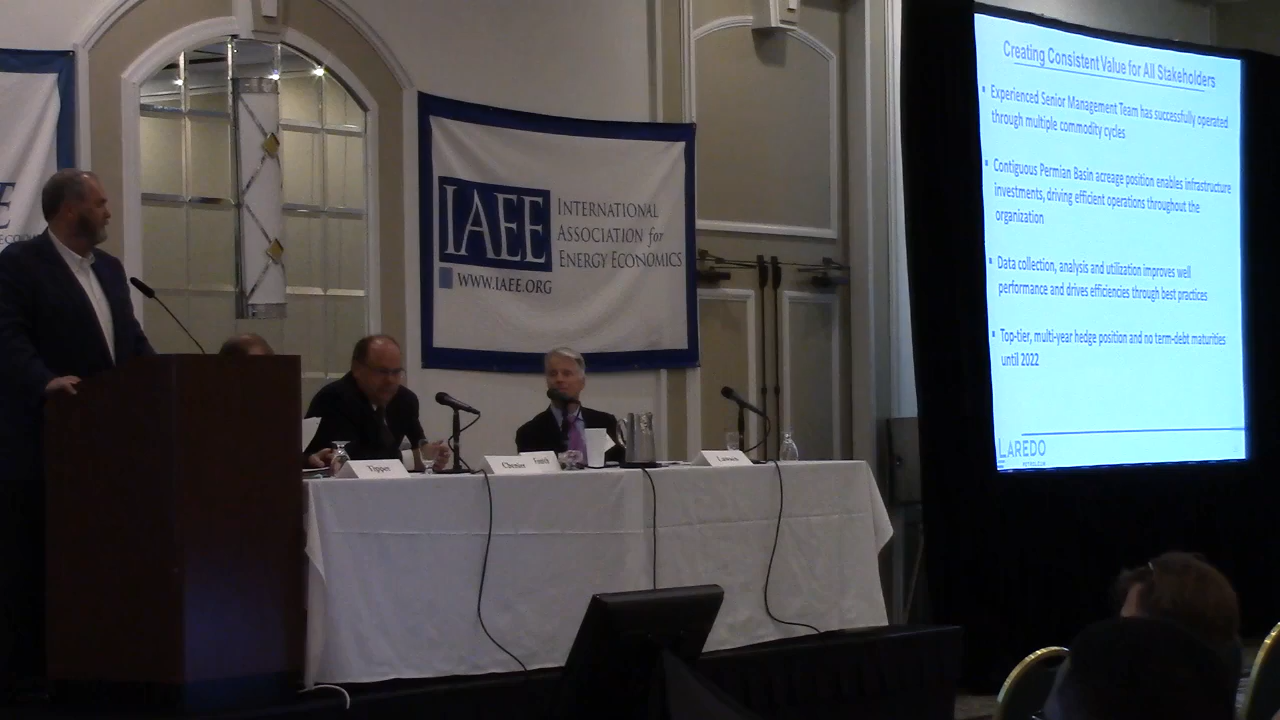 E
IAEE
INTERNATIONAL
ASSOCIATION for
ENERGY ECONOMICS
WWW.IAEE.ORG
Creating Consistent Value for All Stakeholders
Experienced Senior Management Team has successfully operated
through multiple commodity cycles
Contiguous Permian Basin acreage position enables infrastructure
investments, driving efficient operations throughout the
organization
Data collection, analysis and utilization improves well
performance and drives efficiencies through best practices
Top-tier, multi-year hedge position and no term-debt maturities
until 2022
LAREDO
PETROLEUM
Tipper